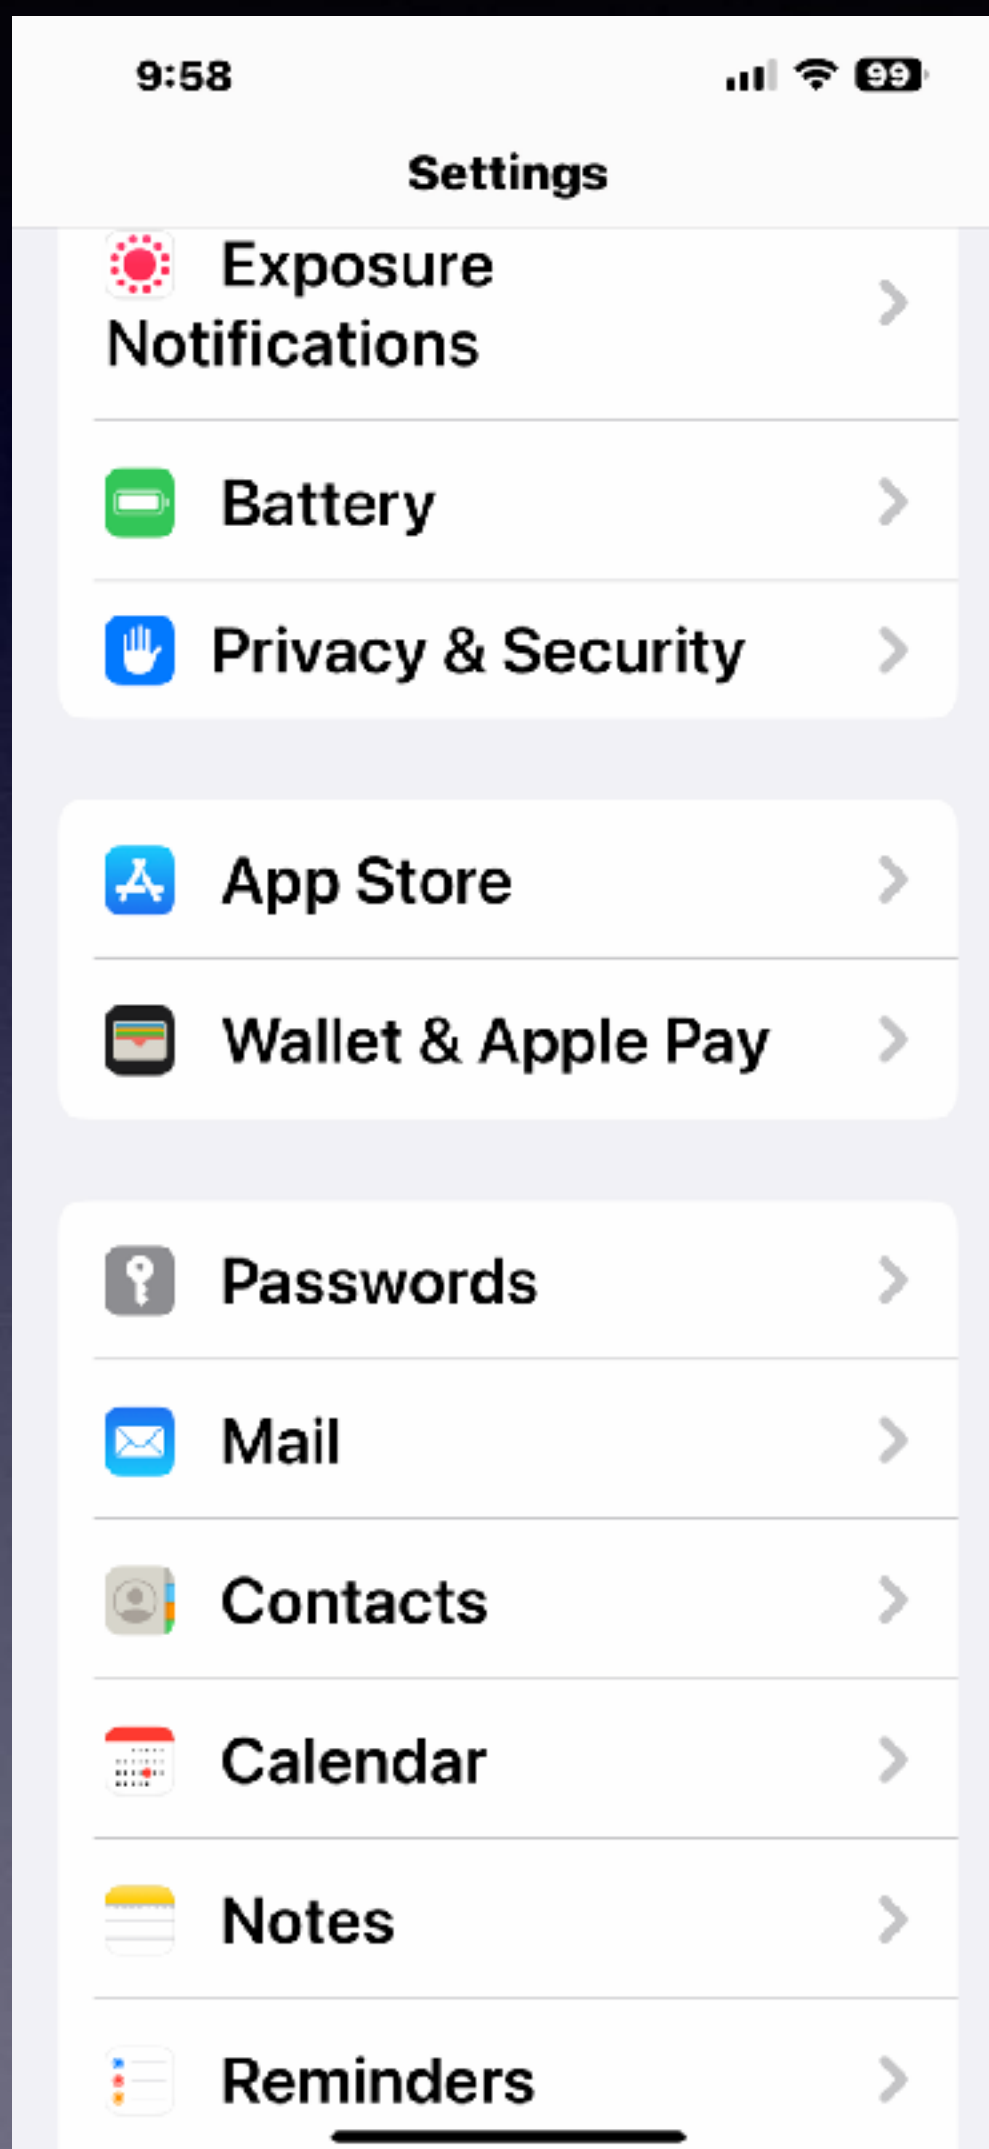 9:58 99
Settings
Exposure
Notifications
Battery
Privacy & Security
App Store
Wallet & Apple Pay
Passwords
Mail
Contacts
Calendar
Notes
Reminders